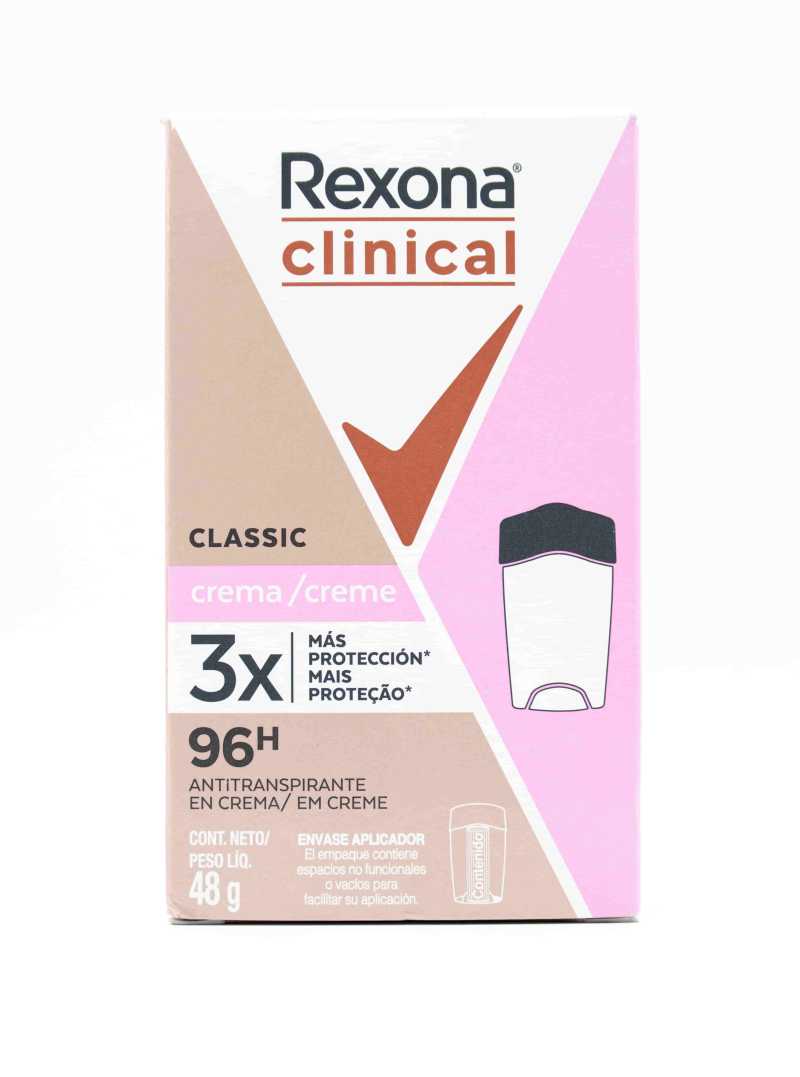 Rexona®
clinical
CLASSIC
crema/creme
3x
MÁS
PROTECCIÓN*
MAIS
PROTEÇÃO*
96H
ANTITRANSPIRANTE
EN CREMA/ EM CREME
CONT. NETO/
PESO LÍQ.
48 g
ENVASE APLICADOR
El empaque contiene
espacios no funcionales
o vacíos para
facilitar su aplicación.
Contenido